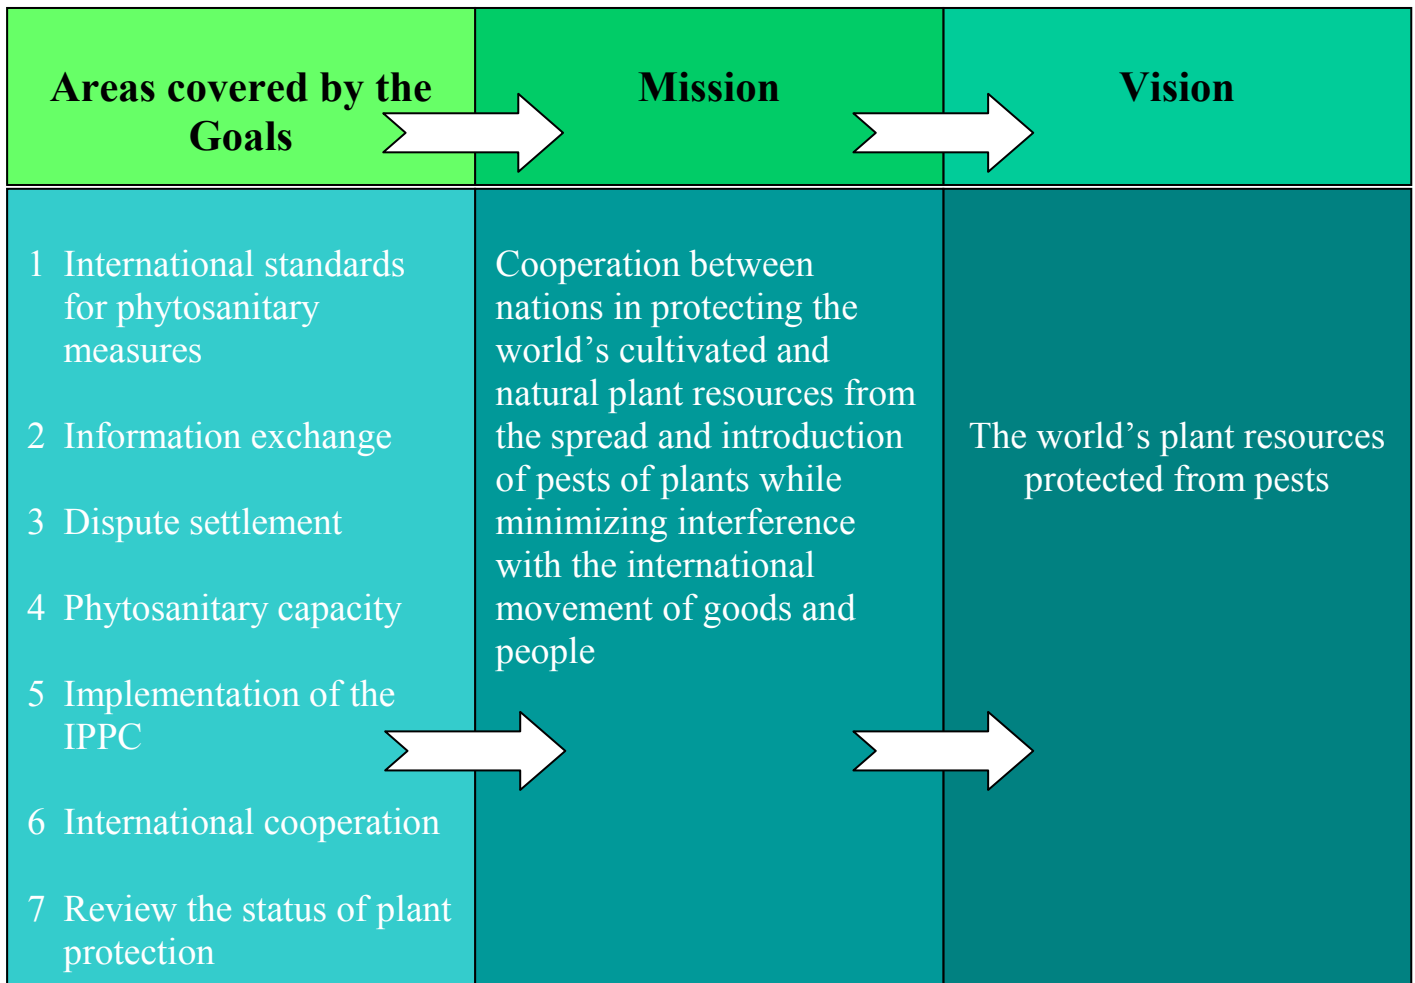 Areas covered by the
Goals
Mission
Vision
1 International standards
for phytosanitary
measures
2 Information exchange
3 Dispute settlement
4 Phytosanitary capacity
5 Implementation of the
IPPC
6 International cooperation
7 Review the status of plant
protection
Cooperation between
nations in protecting the
world’s cultivated and
natural plant resources from
the spread and introduction
of pests of plants while
minimizing interference
with the international
movement of goods and
people
The world’s plant resources
protected from pests